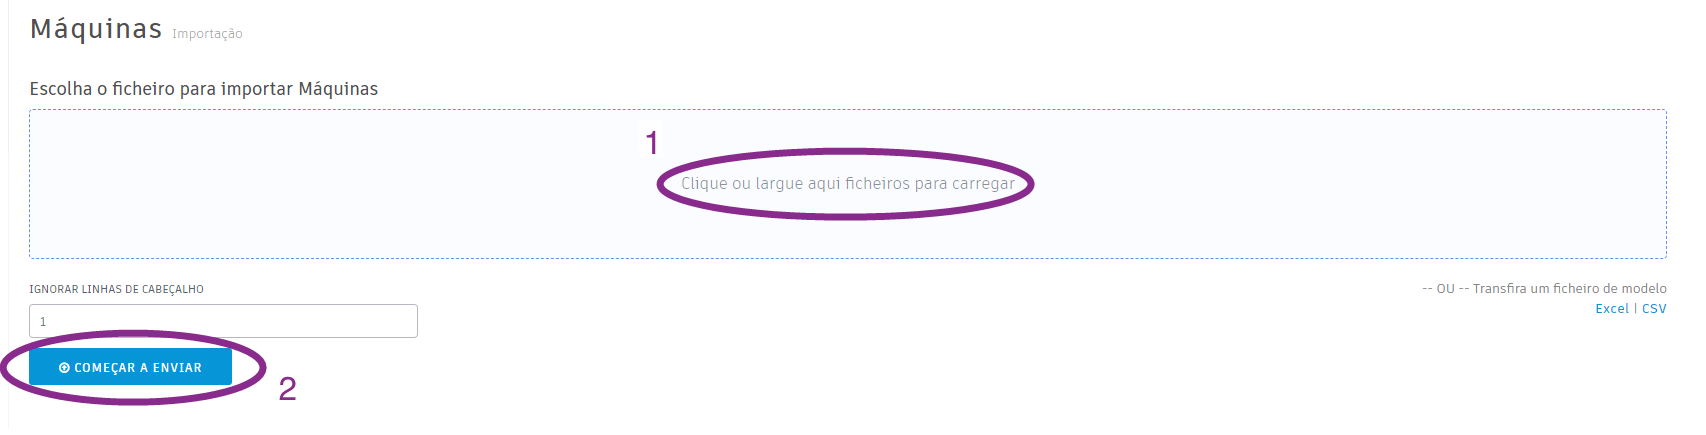 Máquinas Importação
Escolha o ficheiro para importar Máquinas
1
Clique ou largue aqui ficheiros para carregar
IGNORAR LINHAS DE CABEÇALHO
-- OU -- Transfira um ficheiro de modelo
Excel | CSV
1
COMEÇAR A ENVIAR
2